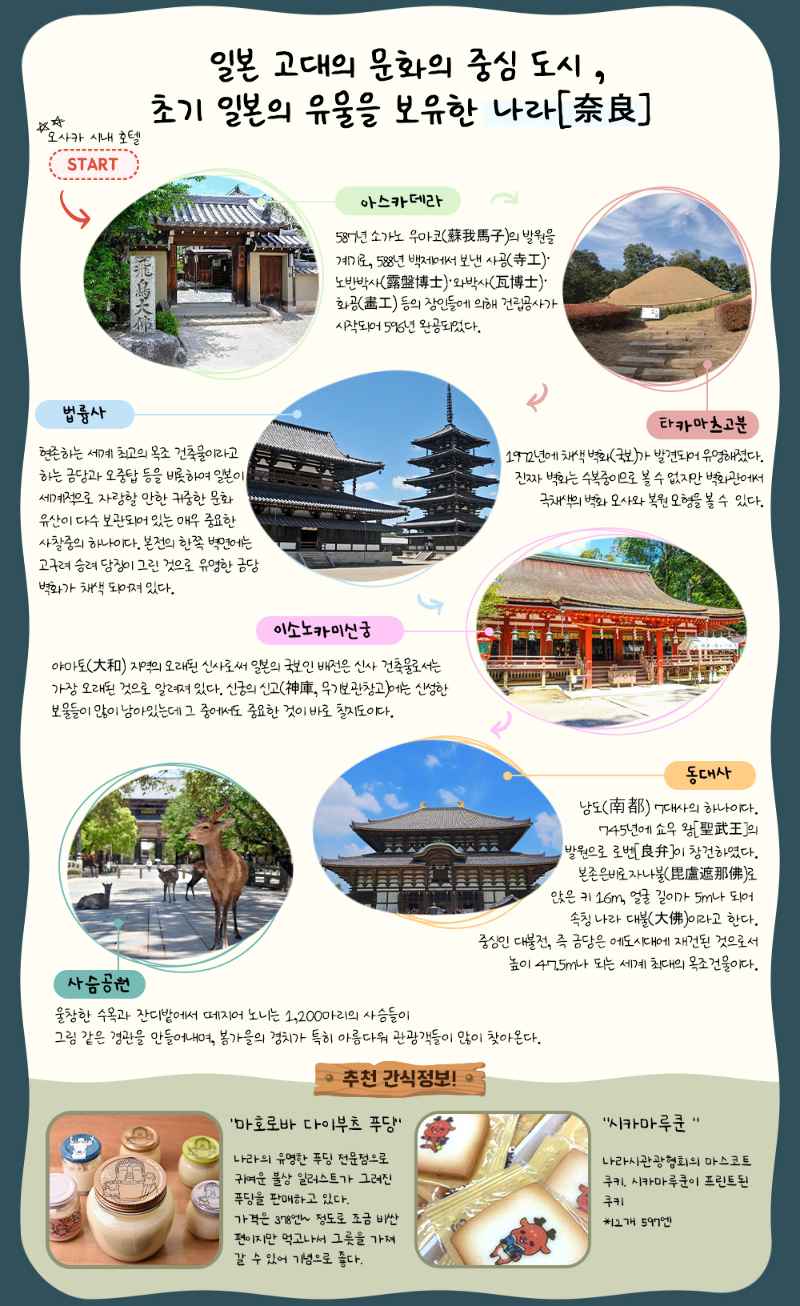 일본 고대의 문화의 중심 도시 ,
초기 일본의 유물을 보유한 나라[奈良]
오사카 시내 호텔
START
아스카데라
587년 소가노 우마코(蘇我馬子)의 발원을
계기로, 588년 백제에서 보낸 사공(寺工)·
노반박사(露盤博士)·와박사(瓦博士)·
화공(畵工) 등의 장인들에 의해 건립공사가
시작되어 596년 완공되었다.
飛鳥大佛
타카마츠고분
1972년에 채색 벽화(국보)가 발견되어 유명하졌다.
진짜 벽화는 수복중이므로 볼 수 없지만 벽화관에서
극채색의 벽화 모사와 복원 모형을 볼 수 있다.
법륭사
현존하는 세계 최고의 목조 건축물이라고
하는 금당과 오중탑 등을 비롯하여 일본이
세계적으로 자랑할 만한 귀중한 문화
유산이 다수 보관되어 있는 매우 중요한
사찰중의 하나이다. 본전의 한쪽 벽면에는
고구려 승려 담징이 그린 것으로 유명한 금당
벽화가 채색 되어져 있다.
이소노카미신궁
야마토(大和) 지역의 오래된 신사로써 일본의 국보인 배전은 신사 건축물로서는
가장 오래된 것으로 알려져 있다. 신궁의 신고(神庫, 무기보관창고)에는 신성한
보물들이 많이 남아있는데 그 중에서도 중요한 것이 바로 칠지도이다.
동대사
남도(南都) 7대사의 하나이다.
745년에 쇼무 왕[聖武王]의
발원으로 로벤[良弁]이 창건하였다.
본존은비로자나불(毘盧遮那佛)로
앉은 키 16m, 얼굴 길이가 5m나 되어
속칭 나라 대불(大佛)이라고 한다.
중심인 대불전, 즉 금당은 에도시대에 재건된 것으로서
높이 47.5m나 되는 세계 최대의 목조건물이다.
사슴공원
울창한 수목과 잔디밭에서 떼지어 노니는 1,200마리의 사슴들이
그림 같은 경관을 만들어내며, 봄가을의 경치가 특히 아름다워 관광객들이 많이 찾아온다.
추천 간식정보!
"마호로바 다이부츠 푸딩"
나라의 유명한 푸딩 전문점으로
귀여운 불상 일러스트가 그려진
푸딩을 판매하고 있다.
가격은 378엔~ 정도로 조금 비싼
편이지만 먹고나서 그릇을 가져
갈 수 있어 기념으로 좋다.
"시카마루쿤 "
나라시관광협회의 마스코트
쿠키. 시카마루쿤이 프린트된
쿠키
*12개 597엔